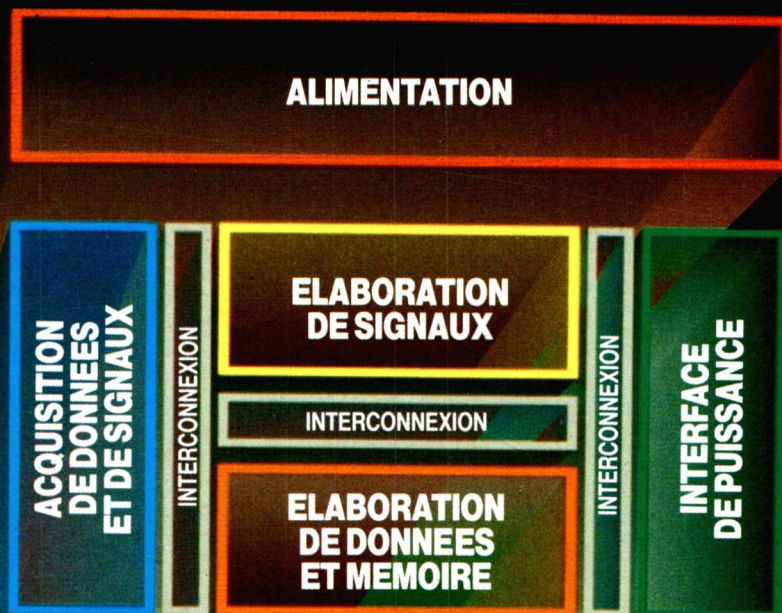 ALIMENTATION
ACQUISITION
DE DONNEES
ET DE SIGNAUX
INTERCONNEXION
ELABORATION
DE SIGNAUX
INTERCONNEXION
ELABORATION
DE DONNEES
ET MEMOIRE
INTERCONNEXION
INTERFACE
DE PUISSANCE